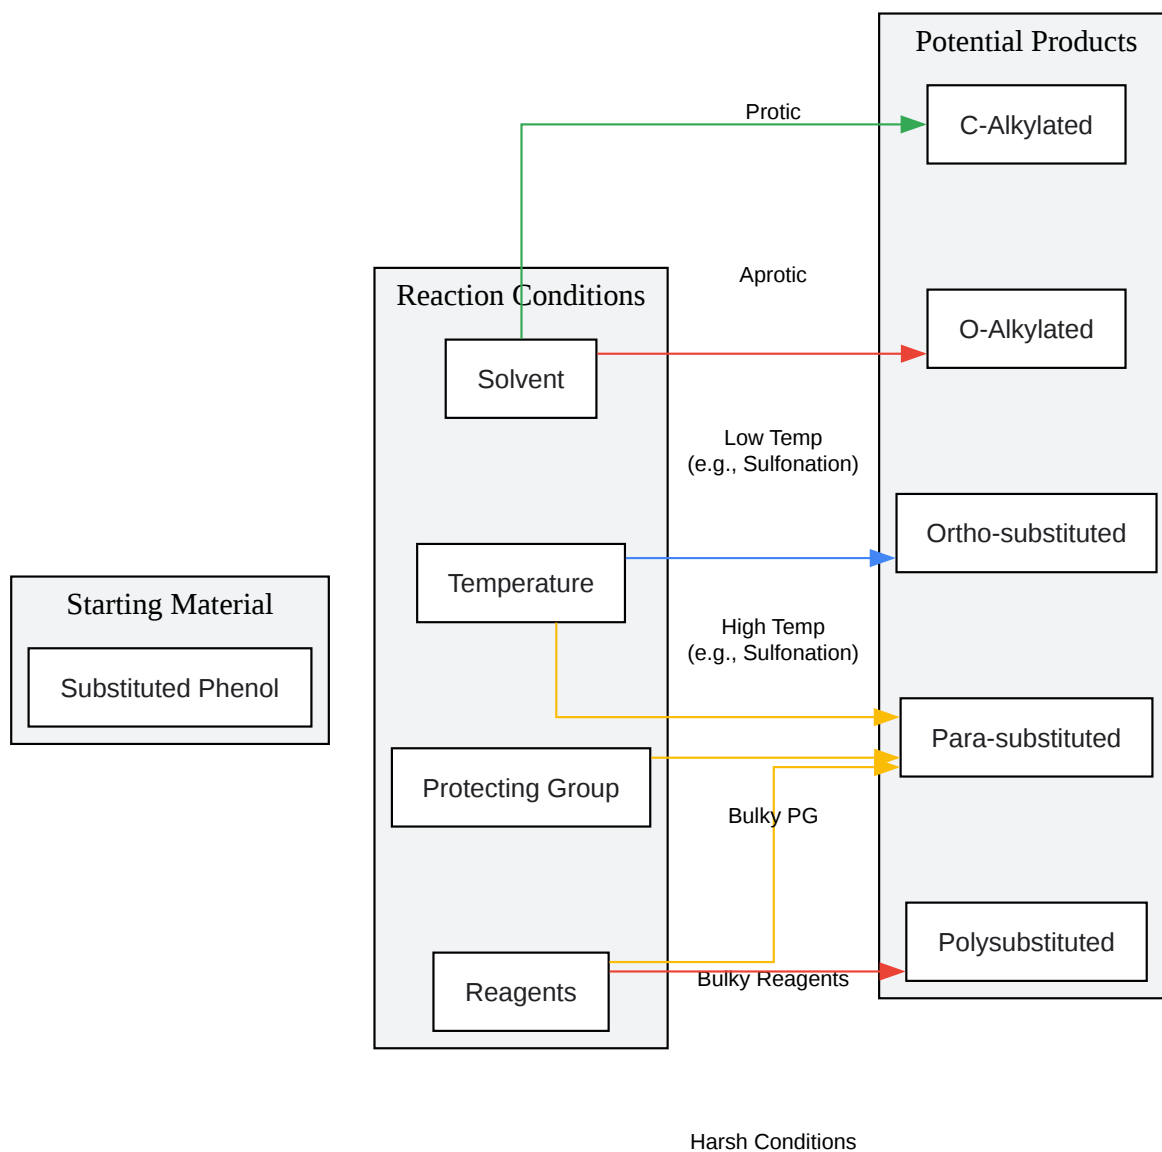 Potential Products
C-Alkylated
Protic
Aprotic
Reaction Conditions
O-Alkylated
Solvent
Low Temp
(e.g., Sulfonation)
Ortho-substituted
Temperature
Starting Material
Substituted Phenol
High Temp
(e.g., Sulfonation)
Para-substituted
Protecting Group
Bulky PG
Polysubstituted
Reagents
Bulky Reagents
Harsh Conditions